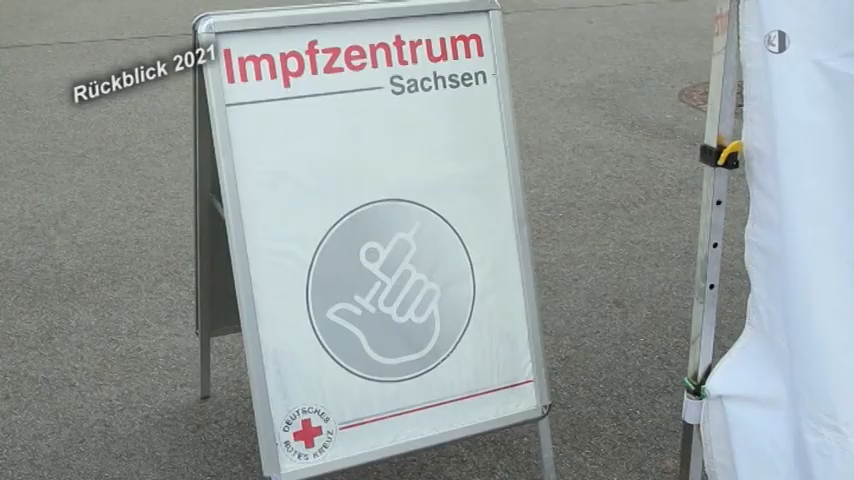 Rückblick 2021
Impfzentrum
Sachsen
DEUTSCHES
ROTES KREUZ